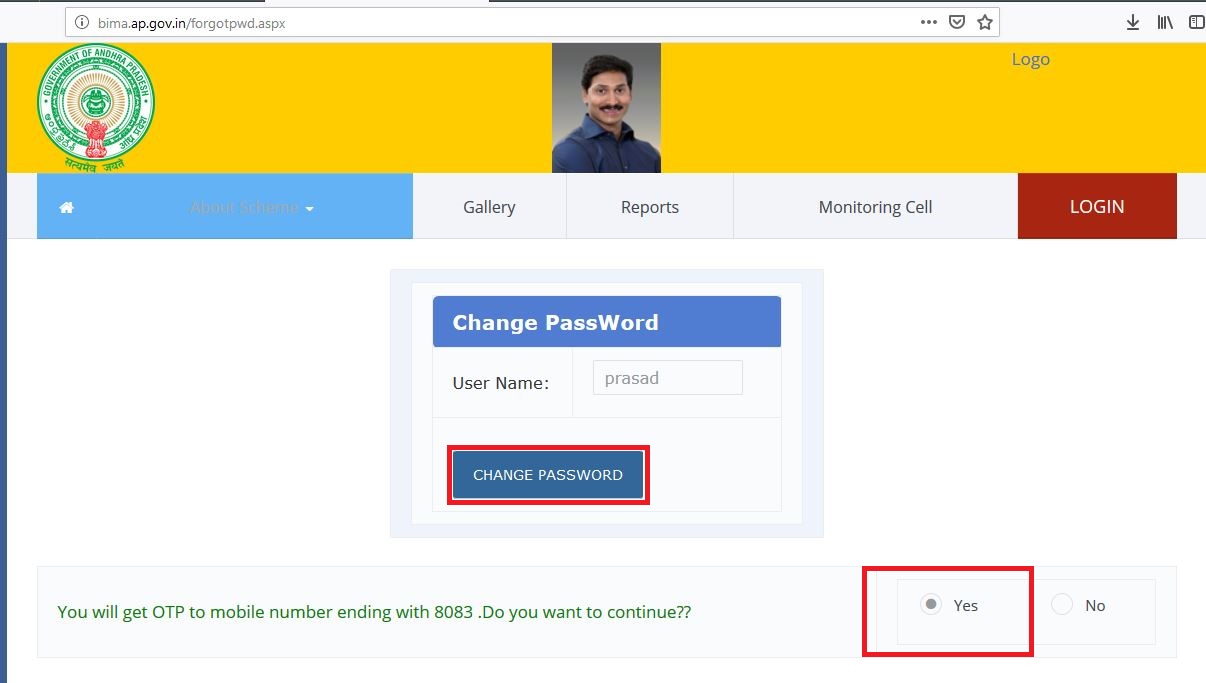 bima.ap.gov.in/forgotpwd.aspx
GOVERNMENT OF ANDHRA PRADESH
सत्यमेव जयते
Logo
About Scheme
Gallery
Reports
Monitoring Cell
LOGIN
Change PassWord
User Name:
prasad
CHANGE PASSWORD
You will get OTP to mobile number ending with 8083 .Do you want to continue??
Yes
No